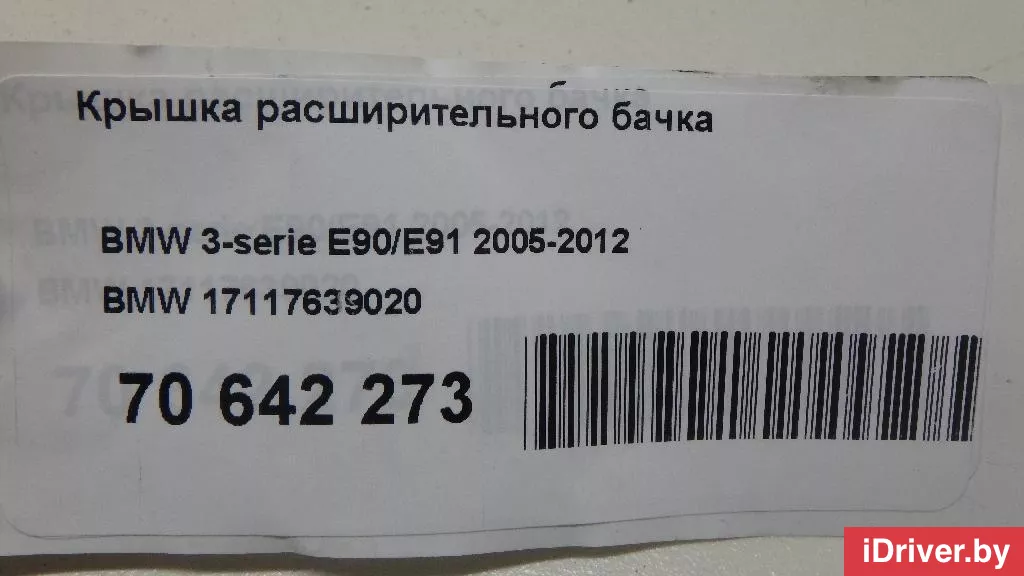 Крышка расширительного бачка
BMW 3-serie E90/E91 2005-2012
BMW 17117639020
70 642 273
iDriver.by